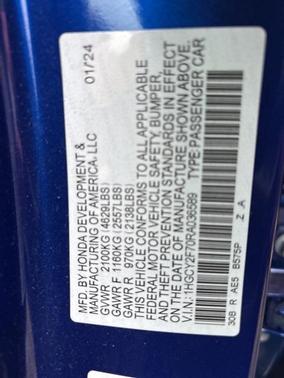 MFD. BY HONDA DEVELOPMENT & 01/24
MANUFACTURING OF AMERICA, LLC
GVWR 2100KG (4629LBS)
GAWR F 1160KG (2557LBS)
GAWR R 970KG (2138LBS)
THIS VEHICLE CONFORMS TO ALL APPLICABLE
FEDERAL MOTOR VEHICLE SAFETY, BUMPER,
AND THEFT PREVENTION STANDARDS IN EFFECT
ON THE DATE OF MANUFACTURE SHOWN ABOVE.
V.I.N.: 1HGCY2F70RA036589 TYPE: PASSENGER CAR
30B R AE5 B575P Z A